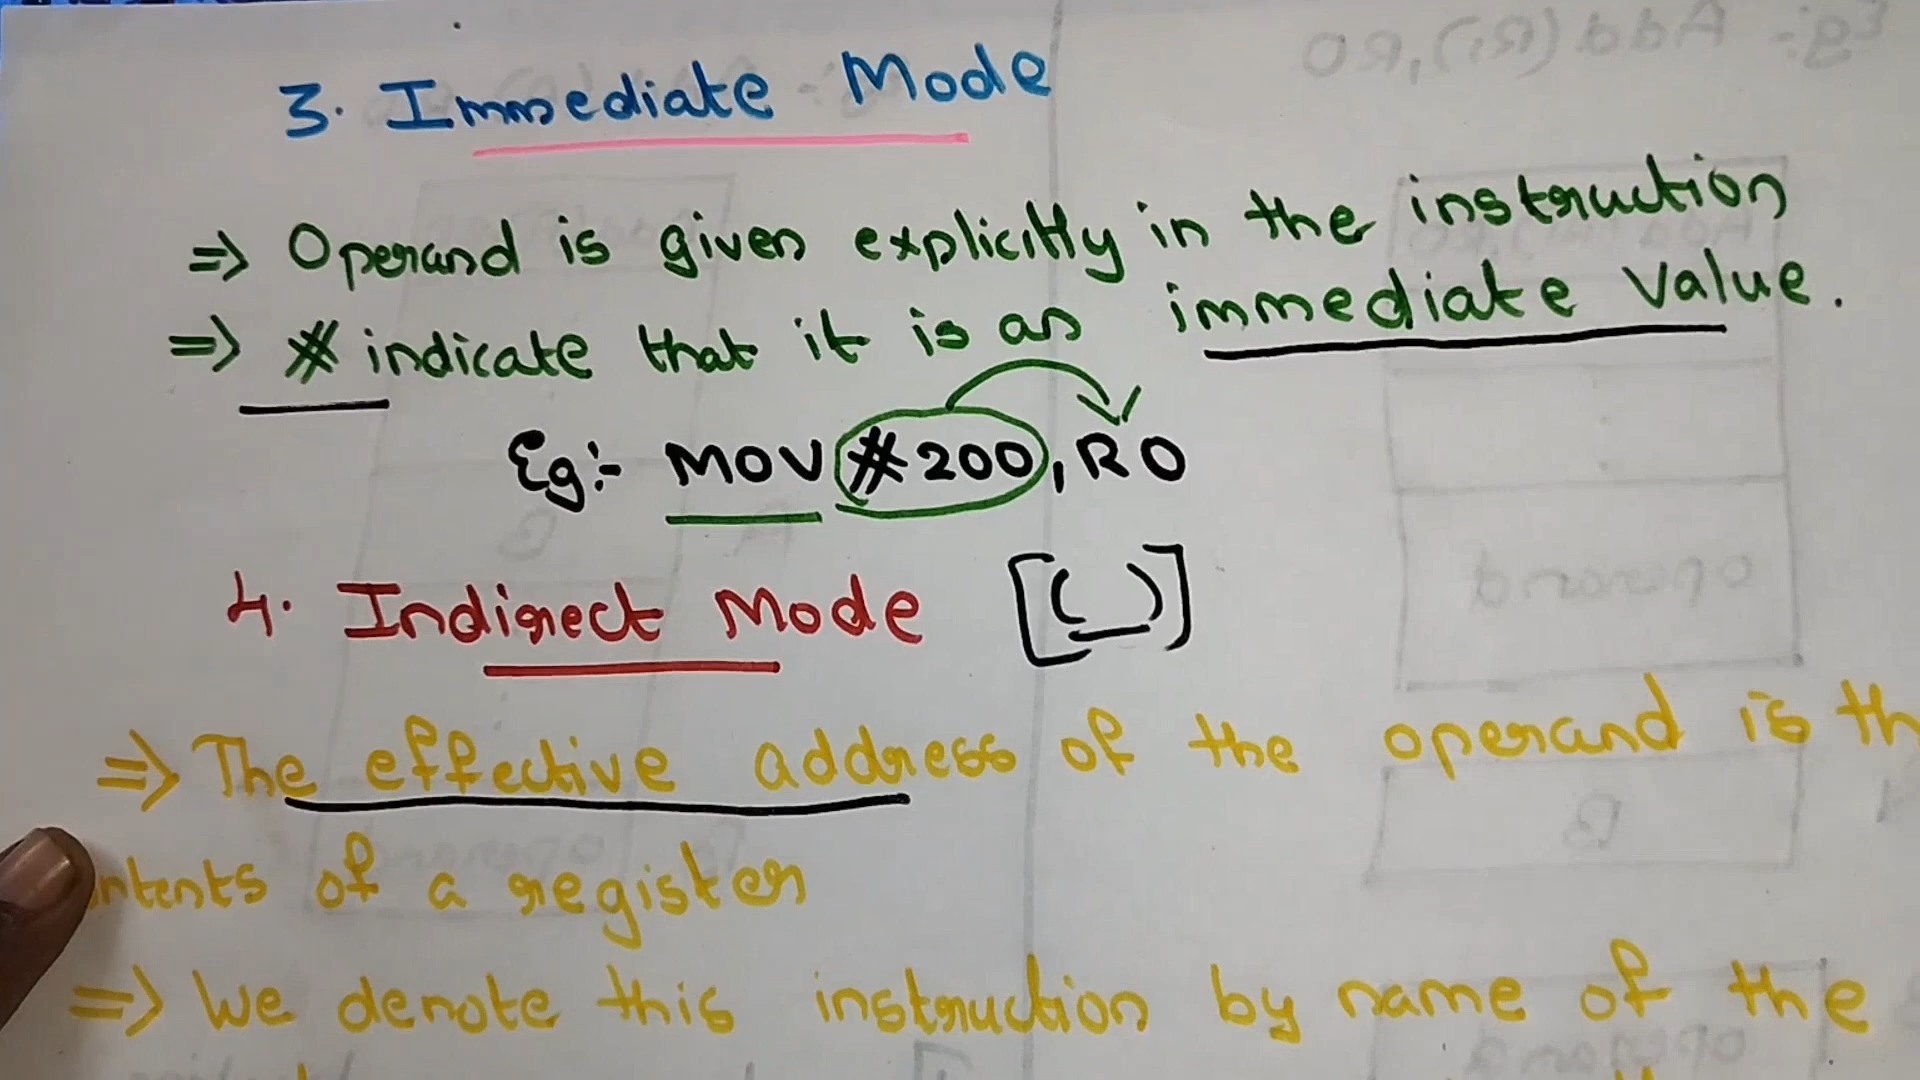 3. Immediate Mode
=> Operand is given explicitly in the instruction
=> # indicate that it is as immediate value.
Eg:- MOV #200, R0
4. Indirect Mode [( )]
=> The effective address of the operand is th
ntents of a register
=> We denote this instruction by name of the